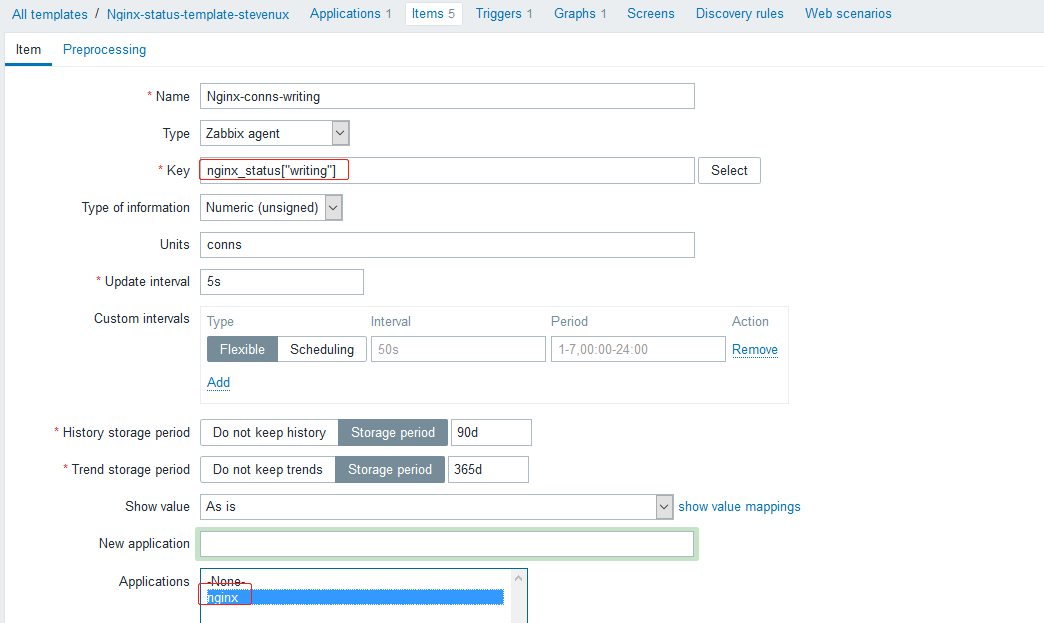 All templates / Nginx-status-template-stevenux Applications 1 Items 5 Triggers 1 Graphs 1 Screens Discovery rules Web scenarios
Item Preprocessing
* Name Nginx-conns-writing
Type Zabbix agent
* Key nginx_status["writing"] Select
Type of information Numeric (unsigned)
Units conns
* Update interval 5s
Custom intervals Type Interval Period Action
Flexible Scheduling 50s 1-7,00:00-24:00 Remove
Add
* History storage period Do not keep history Storage period 90d
* Trend storage period Do not keep trends Storage period 365d
Show value As is show value mappings
New application
Applications -None-
nginx